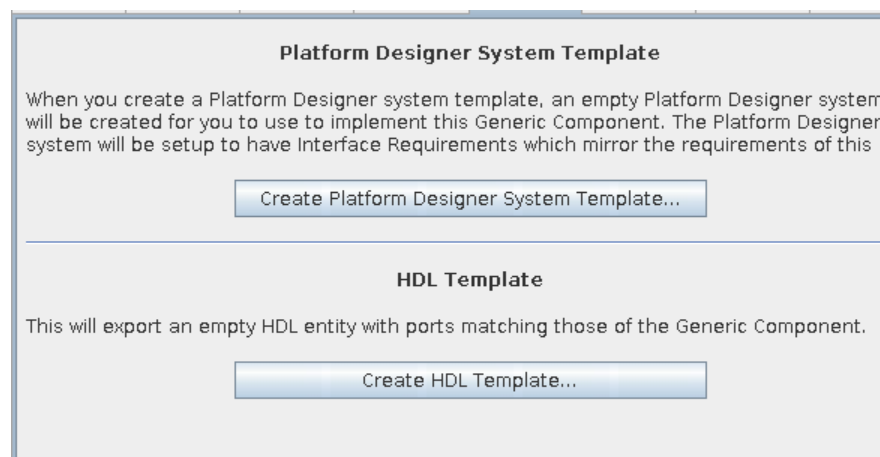 Platform Designer System Template
When you create a Platform Designer system template, an empty Platform Designer system
will be created for you to use to implement this Generic Component. The Platform Designer
system will be setup to have Interface Requirements which mirror the requirements of this
Create Platform Designer System Template...
HDL Template
This will export an empty HDL entity with ports matching those of the Generic Component.
Create HDL Template...